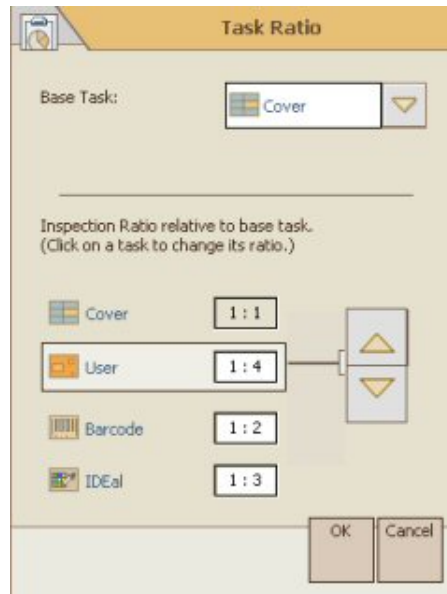 Task Ratio
Base Task:
Cover
Inspection Ratio relative to base task.
(Click on a task to change its ratio.)
Cover 1 : 1
User 1 : 4
Barcode 1 : 2
IDEal 1 : 3
OK Cancel